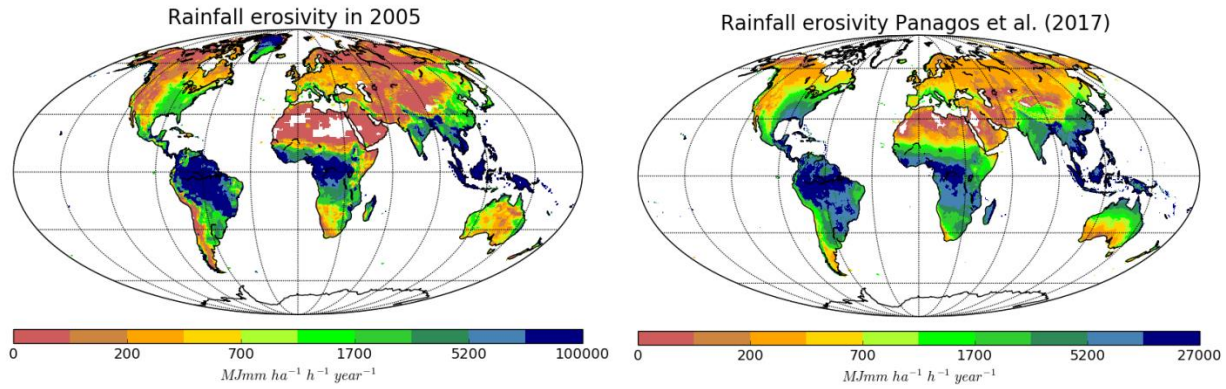 Rainfall erosivity in 2005
0 200 700 1700 5200 100000
MJmm ha⁻¹ h⁻¹ year⁻¹
Rainfall erosivity Panagos et al. (2017)
0 200 700 1700 5200 27000
MJmm ha⁻¹ h⁻¹ year⁻¹